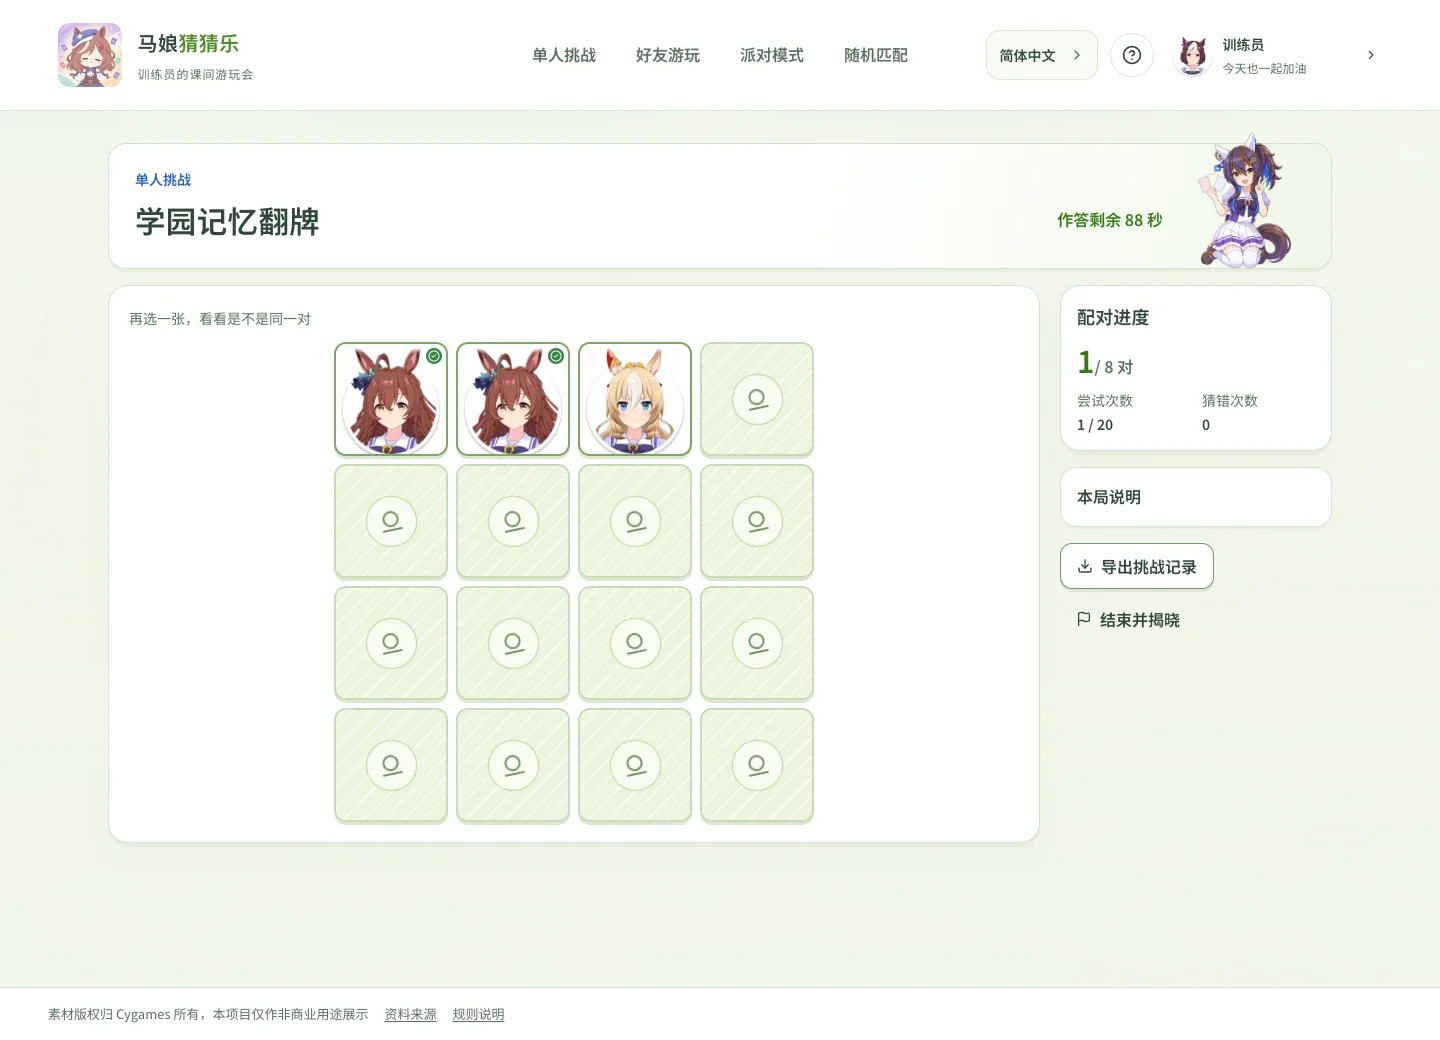 马娘猜猜乐
训练员的课间游玩会
单人挑战
好友游玩
派对模式
随机匹配
简体中文
训练员
今天也一起加油
单人挑战
学园记忆翻牌
作答剩余 88 秒
再选一张，看看是不是同一对
配对进度
1 / 8 对
尝试次数
猜错次数
1 / 20
0
本局说明
导出挑战记录
结束并揭晓
素材版权归 Cygames 所有，本项目仅作非商业用途展示 资料来源 规则说明